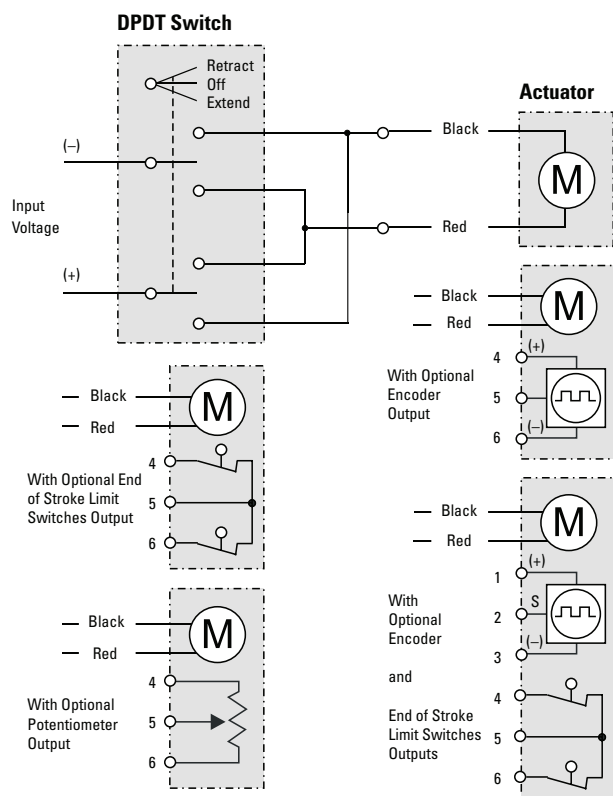 DPDT Switch
Retract
Off
Extend
(–)
Input
Voltage
(+)
Black
Red
Actuator
M
Black
Red
M
With Optional
Encoder
Output
4
(+)
5
6
(–)
Black
Red
M
With Optional End
of Stroke Limit
Switches Output
4
5
6
Black
Red
M
With Optional
Potentiometer
Output
4
5
6
Black
Red
M
With
Optional
Encoder
and
End of Stroke
Limit Switches
Outputs
1
(+)
2
S
3
(–)
4
5
6